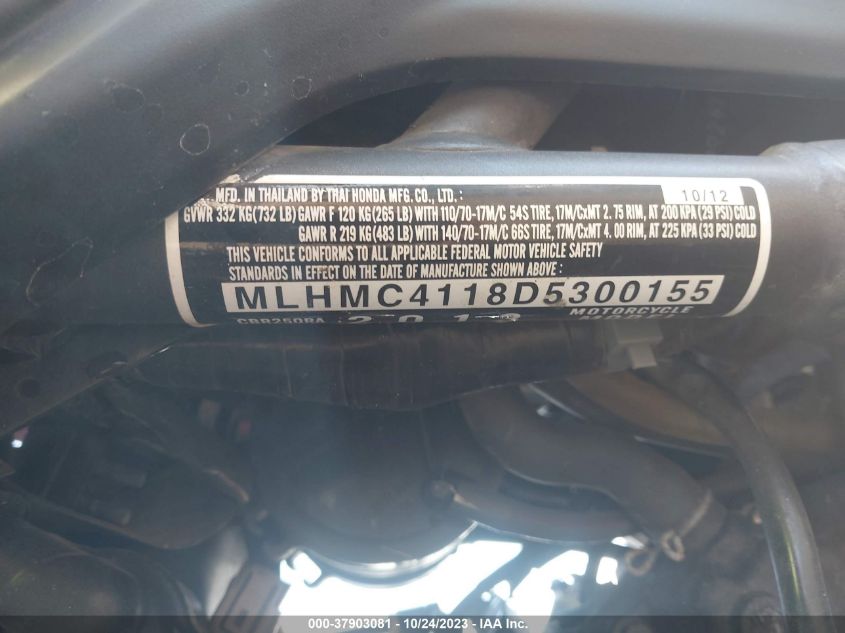 MFD. IN THAILAND BY THAI HONDA MFG. CO., LTD.: 10/12
GVWR 332 KG(732 LB) GAWR F 120 KG(265 LB) WITH 110/70-17M/C 54S TIRE, 17M/CxMT 2. 75 RIM, AT 200 KPA (29 PSI) COLD
GAWR R 219 KG(483 LB) WITH 140/70-17M/C 66S TIRE, 17M/CxMT 4. 00 RIM, AT 225 KPA (33 PSI) COLD
THIS VEHICLE CONFORMS TO ALL APPLICABLE FEDERAL MOTOR VEHICLE SAFETY
STANDARDS IN EFFECT ON THE DATE OF MANUFACTURE SHOWN ABOVE:
MLHMC4118D5300155
CBR250RA MOTORCYCLE
000-37903081 - 10/24/2023 - IAA Inc.